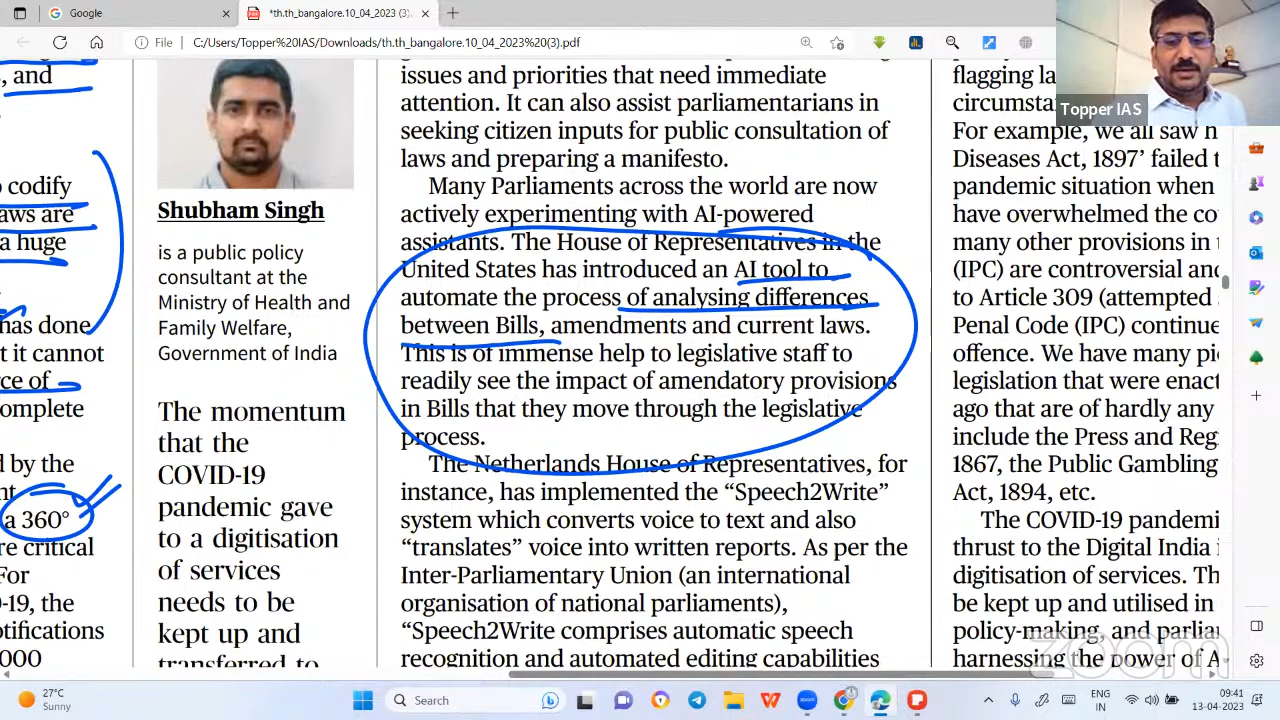 Google
*th.th_bangalore.10_04_2023 (3).
File
C:/Users/Topper%20IAS/Downloads/th.th_bangalore.10_04_2023%20(3).pdf
Topper IAS
, and
codify
aws are
a huge
has done
t it cannot
rce of
omplete
d by the
nt
a 360°
re critical
For
-19, the
otifications
000
Shubham Singh
is a public policy
consultant at the
Ministry of Health and
Family Welfare,
Government of India
The momentum
that the
COVID-19
pandemic gave
to a digitisation
of services
needs to be
kept up and
transferred to
issues and priorities that need immediate
attention. It can also assist parliamentarians in
seeking citizen inputs for public consultation of
laws and preparing a manifesto.
Many Parliaments across the world are now
actively experimenting with AI-powered
assistants. The House of Representatives in the
United States has introduced an AI tool to
automate the process of analysing differences
between Bills, amendments and current laws.
This is of immense help to legislative staff to
readily see the impact of amendatory provisions
in Bills that they move through the legislative
process.
The Netherlands House of Representatives, for
instance, has implemented the “Speech2Write”
system which converts voice to text and also
“translates” voice into written reports. As per the
Inter-Parliamentary Union (an international
organisation of national parliaments),
“Speech2Write comprises automatic speech
recognition and automated editing capabilities
flagging la
circumsta
For example, we all saw h
Diseases Act, 1897’ failed t
pandemic situation when
have overwhelmed the co
many other provisions in
(IPC) are controversial and
to Article 309 (attempted
Penal Code (IPC) continue
offence. We have many pi
legislation that were enact
ago that are of hardly any
include the Press and Reg
1867, the Public Gambling
Act, 1894, etc.
The COVID-19 pandemi
thrust to the Digital India i
digitisation of services. Th
be kept up and utilised in
policy-making, and parlia
harnessing the power of A
zoom
27°C
Sunny
Search
ENG
IN
09:41
13-04-2023